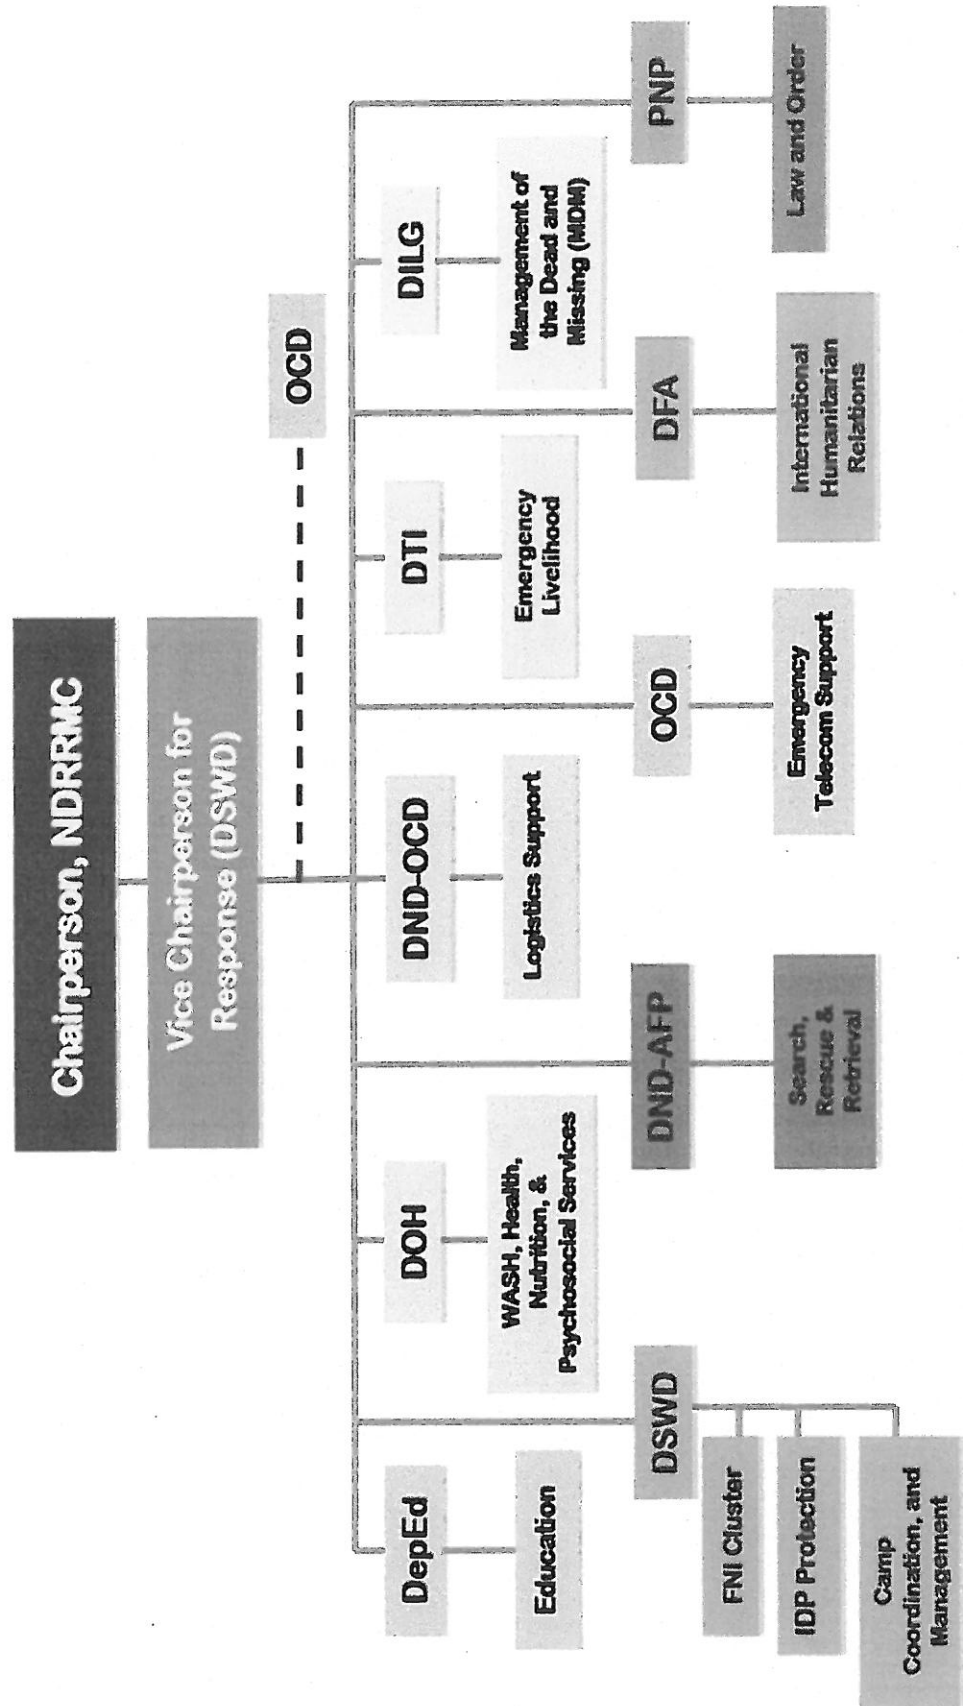 Chairperson, NDRRMC
Vice Chairperson for
Response (DSWD)
OCD
DepEd
Education
DSWD
FNI Cluster
IDP Protection
Camp
Coordination, and
Management
DOH
WASH, Health,
Nutrition, &
Psychosocial Services
DND-AFP
Search,
Rescue &
Retrieval
DND-OCD
Logistics Support
OCD
Emergency
Telecom Support
DTI
Emergency
Livelihood
DFA
International
Humanitarian
Relations
DILG
Management of
the Dead and
Missing (MDM)
PNP
Law and Order